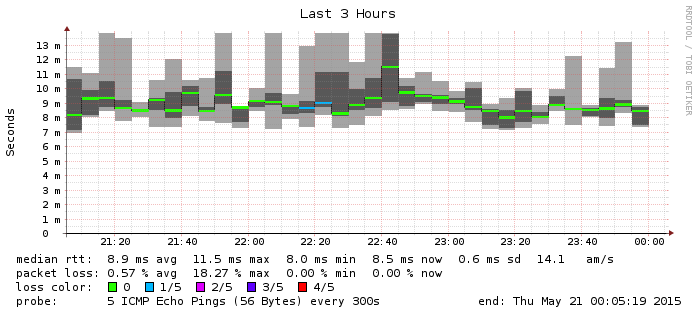 Last 3 Hours
RRDTOOL / TOBI OETIKER
Seconds
13 m
12 m
11 m
10 m
9 m
8 m
7 m
6 m
5 m
4 m
3 m
2 m
1 m
0
21:20 21:40 22:00 22:20 22:40 23:00 23:20 23:40 00:00
median rtt: 8.9 ms avg 11.5 ms max 8.0 ms min 8.5 ms now 0.6 ms sd 14.1 am/s
packet loss: 0.57 % avg 18.27 % max 0.00 % min 0.00 % now
loss color: 0 1/5 2/5 3/5 4/5
probe: 5 ICMP Echo Pings (56 Bytes) every 300s end: Thu May 21 00:05:19 2015